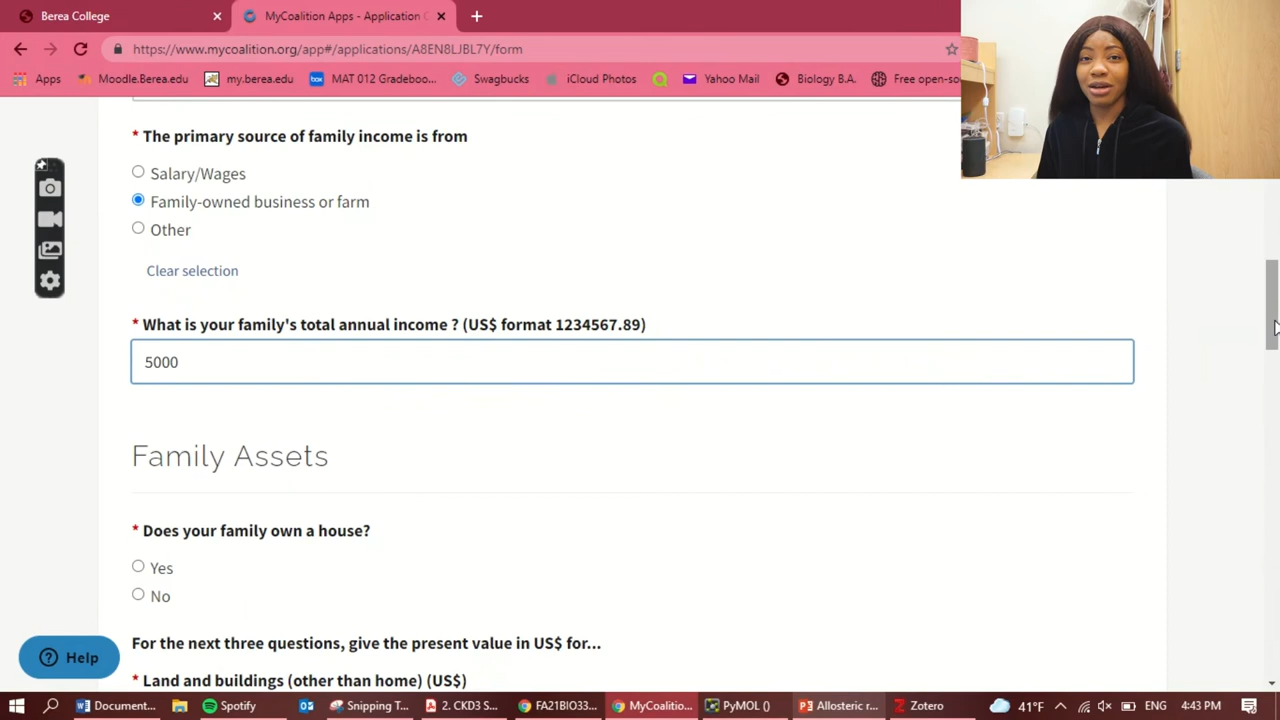 Berea College
MyCoalition Apps - Application
https://www.mycoalition.org/app#/applications/A8EN8LJBL7Y/form
Apps
Moodle.Berea.edu
my.berea.edu
box
MAT 012 Gradeboo...
Swagbucks
iCloud Photos
Yahoo Mail
Biology B.A.
Free open-so
* The primary source of family income is from
Salary/Wages
Family-owned business or farm
Other
Clear selection
* What is your family's total annual income ? (US$ format 1234567.89)
5000
Family Assets
* Does your family own a house?
Yes
No
For the next three questions, give the present value in US$ for...
* Land and buildings (other than home) (US$)
? Help
Document...
Spotify
Snipping T...
2. CKD3 S...
FA21BIO33...
MyCoalitio...
PyMOL ()
Allosteric r...
Zotero
41°F
ENG
4:43 PM